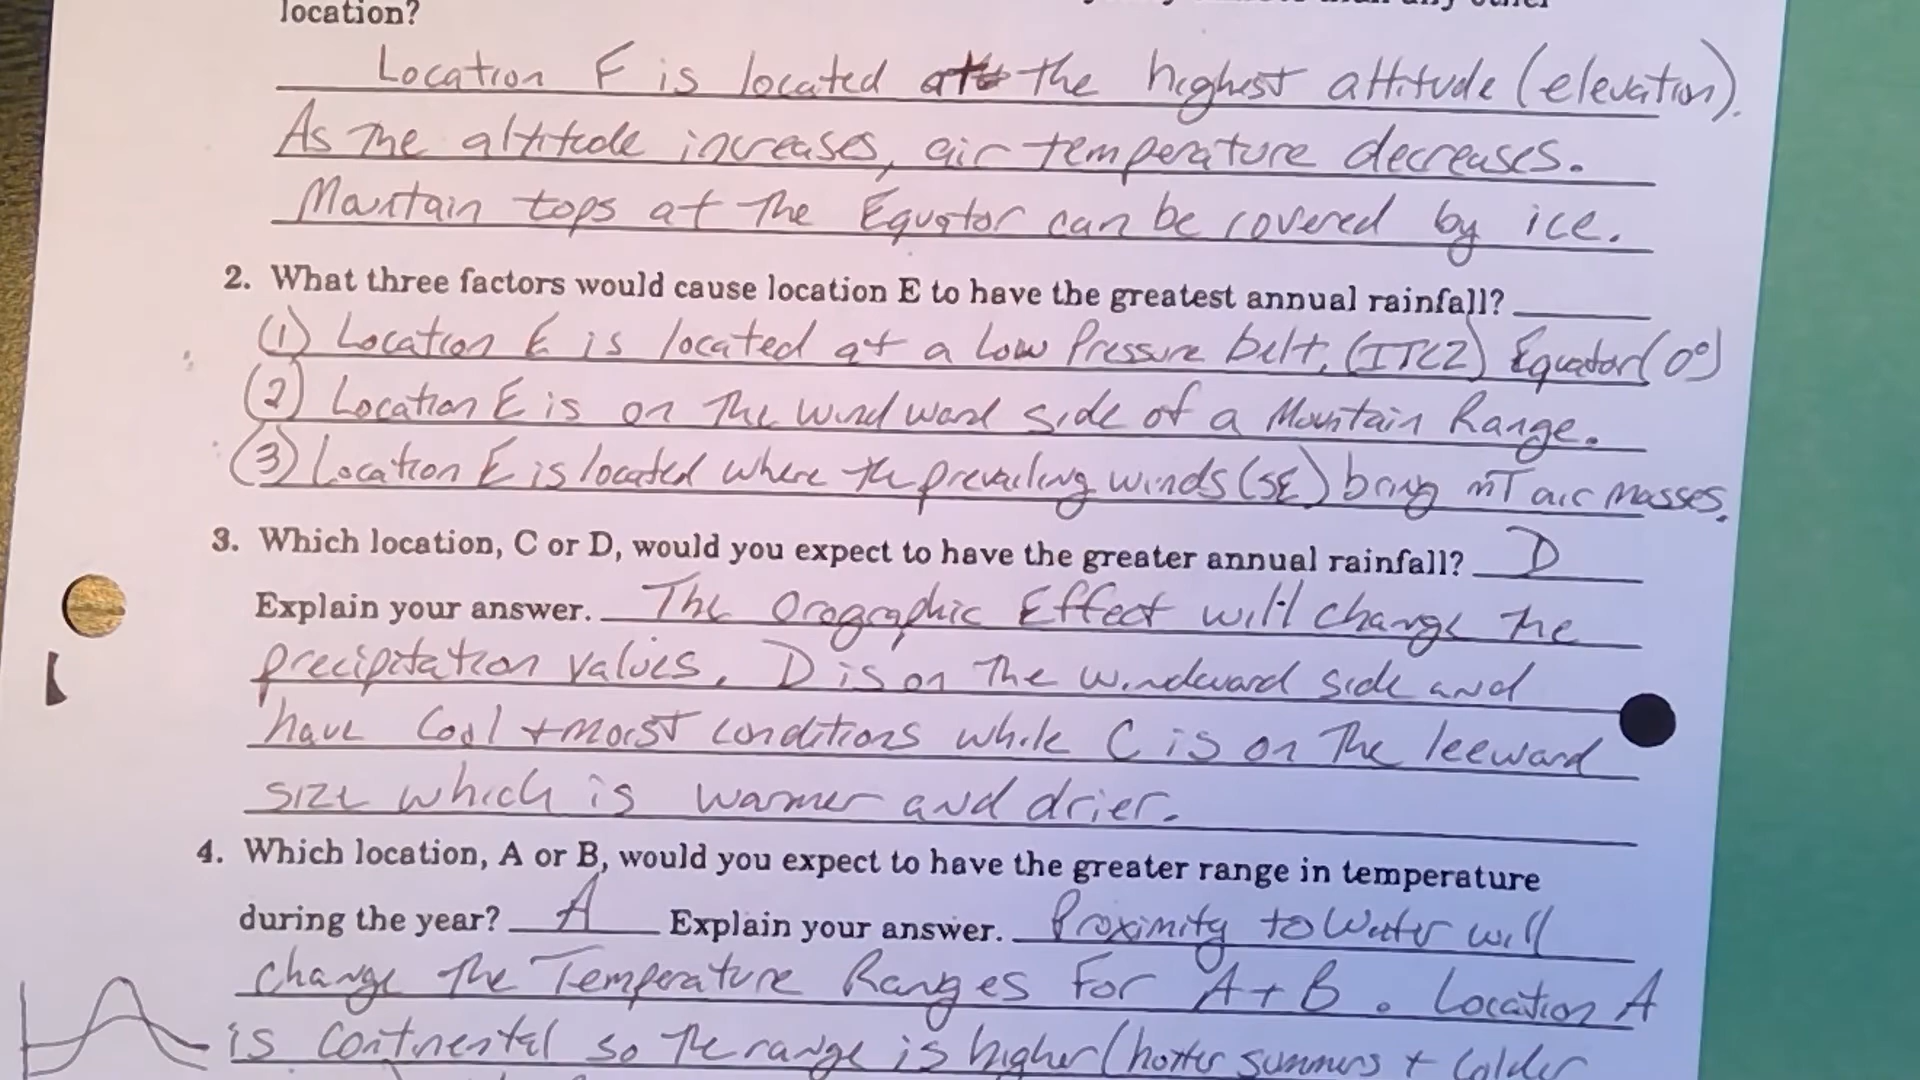 location?
Location F is located at the highest altitude (elevation).
As the altitude increases, air temperature decreases.
Mountain tops at the Equator can be covered by ice.
2. What three factors would cause location E to have the greatest annual rainfall?
(1) Location E is located at a Low Pressure belt, (ITCZ) Equator (0°)
(2) Location E is on the windward side of a Mountain Range.
(3) Location E is located where the prevailing winds (SE) bring mT air masses.
3. Which location, C or D, would you expect to have the greater annual rainfall? D
Explain your answer. The Orographic Effect will change the
precipitation values. D is on the windward side and
have cool + moist conditions while C is on the leeward
size which is warmer and drier.
4. Which location, A or B, would you expect to have the greater range in temperature
during the year? A Explain your answer. Proximity to Water will
change the Temperature Ranges for A + B. Location A
is continental so the range is higher (hotter summers + colder